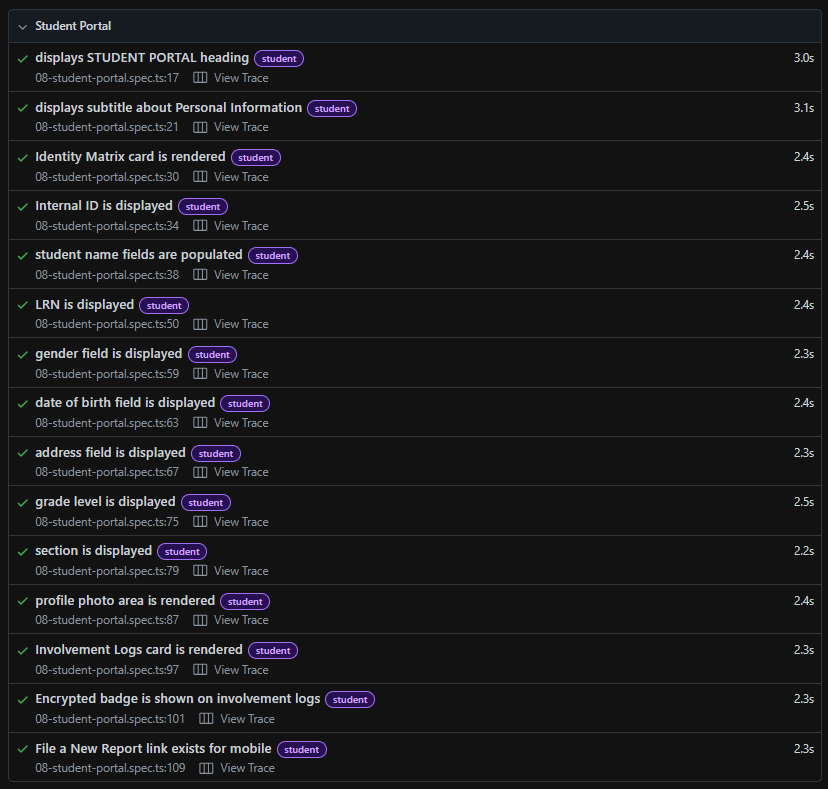 Student Portal
displays STUDENT PORTAL heading student 3.0s
08-student-portal.spec.ts:17 View Trace
displays subtitle about Personal Information student 3.1s
08-student-portal.spec.ts:21 View Trace
Identity Matrix card is rendered student 2.4s
08-student-portal.spec.ts:30 View Trace
Internal ID is displayed student 2.5s
08-student-portal.spec.ts:34 View Trace
student name fields are populated student 2.4s
08-student-portal.spec.ts:38 View Trace
LRN is displayed student 2.4s
08-student-portal.spec.ts:50 View Trace
gender field is displayed student 2.3s
08-student-portal.spec.ts:59 View Trace
date of birth field is displayed student 2.4s
08-student-portal.spec.ts:63 View Trace
address field is displayed student 2.3s
08-student-portal.spec.ts:67 View Trace
grade level is displayed student 2.5s
08-student-portal.spec.ts:75 View Trace
section is displayed student 2.2s
08-student-portal.spec.ts:79 View Trace
profile photo area is rendered student 2.4s
08-student-portal.spec.ts:87 View Trace
Involvement Logs card is rendered student 2.3s
08-student-portal.spec.ts:97 View Trace
Encrypted badge is shown on involvement logs student 2.3s
08-student-portal.spec.ts:101 View Trace
File a New Report link exists for mobile student 2.3s
08-student-portal.spec.ts:109 View Trace